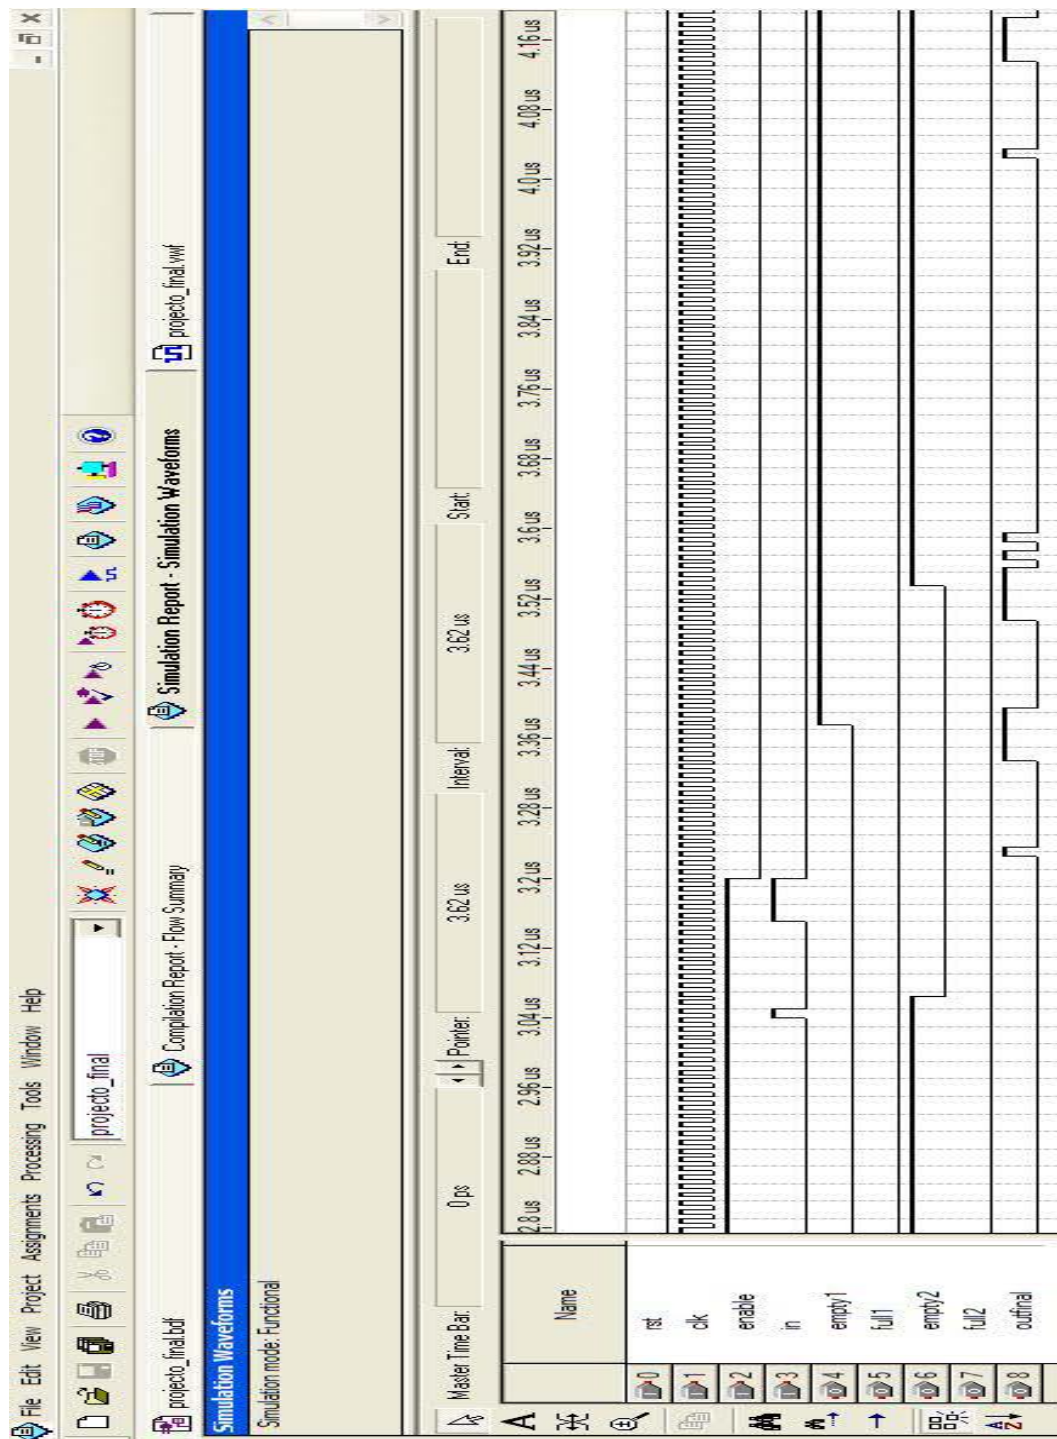 File Edit View Project Assignments Processing Tools Window Help
projecto_final
projecto_final.bdf
Compilation Report - Flow Summary
Simulation Report - Simulation Waveforms
projecto_final.vwf
Simulation Waveforms
Simulation mode: Functional
Master Time Bar: 0 ps Pointer: 3.62 us Interval: 3.62 us Start: End:
Name
2.8 us 2.88 us 2.96 us 3.04 us 3.12 us 3.2 us 3.28 us 3.36 us 3.44 us 3.52 us 3.6 us 3.68 us 3.76 us 3.84 us 3.92 us 4.0 us 4.08 us 4.16 us
0 rst
1 clk
2 enable
3 in
4 empty1
5 full1
6 empty2
7 full2
8 outfinal